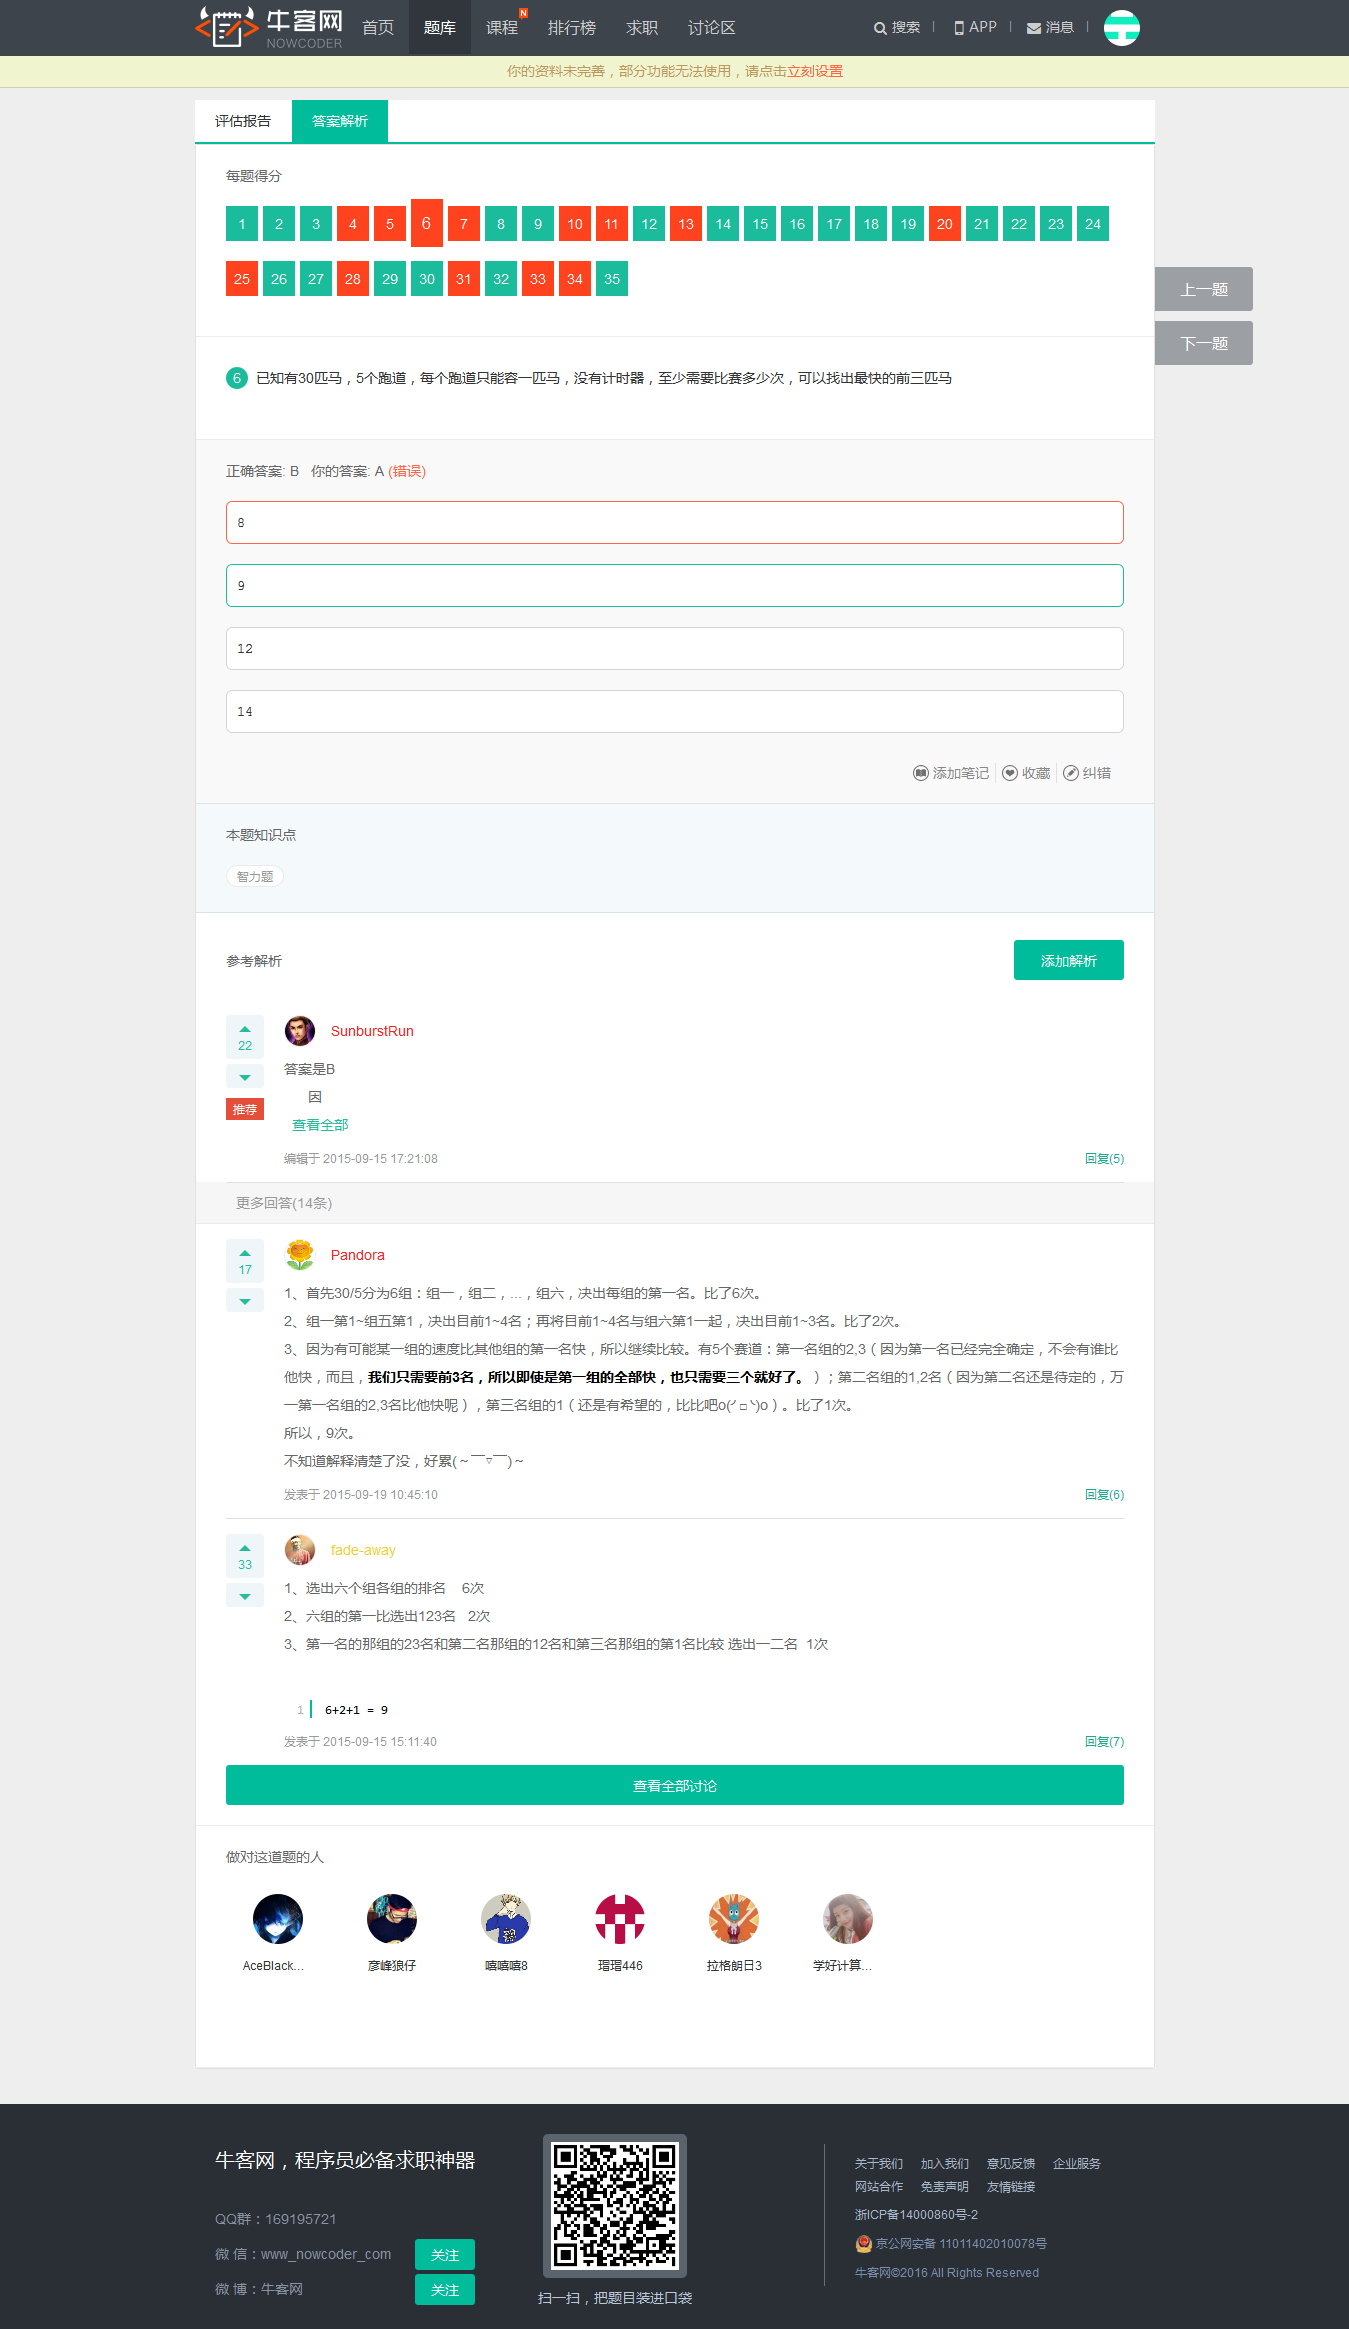 牛客网
NOWCODER
首页 题库 课程 N 排行榜 求职 讨论区 搜索 APP 消息
你的资料未完善，部分功能无法使用，请点击立刻设置
评估报告 答案解析
每题得分
1 2 3 4 5 6 7 8 9 10 11 12 13 14 15 16 17 18 19 20 21 22 23 24
25 26 27 28 29 30 31 32 33 34 35
上一题
下一题
6 已知有30匹马，5个跑道，每个跑道只能容一匹马，没有计时器，至少需要比赛多少次，可以找出最快的前三匹马
正确答案: B 你的答案: A (错误)
8
9
12
14
添加笔记 收藏 纠错
本题知识点
智力题
参考解析 添加解析
22 SunburstRun
答案是B
因
推荐
查看全部
编辑于 2015-09-15 17:21:08 回复(5)
更多回答(14条)
17 Pandora
1、首先30/5分为6组：组一，组二，...，组六，决出每组的第一名。比了6次。
2、组一第1~组五第1，决出目前1~4名；再将目前1~4名与组六第1一起，决出目前1~3名。比了2次。
3、因为有可能某一组的速度比其他组的第一名快，所以继续比较。有5个赛道：第一名组的2,3（因为第一名已经完全确定，不会有谁比
他快，而且，我们只需要前3名，所以即使是第一组的全部快，也只需要三个就好了。）；第二名组的1,2名（因为第二名还是待定的，万
一第一名组的2,3名比他快呢），第三名组的1（还是有希望的，比比吧o(╯□╰)o）。比了1次。
所以，9次。
不知道解释清楚了没，好累(～￣▽￣)～
发表于 2015-09-19 10:45:10 回复(6)
33 fade-away
1、选出六个组各组的排名 6次
2、六组的第一比选出123名 2次
3、第一名的那组的23名和第二名那组的12名和第三名那组的第1名比较 选出一二名 1次
1 6+2+1 = 9
发表于 2015-09-15 15:11:40 回复(7)
查看全部讨论
做对这道题的人
AceBlack... 彦峰狼仔 嘻嘻嘻8 瑁瑁446 拉格朗日3 学好计算...
牛客网，程序员必备求职神器
QQ群：169195721
微 信：www_nowcoder_com 关注
微 博：牛客网 关注
扫一扫，把题目装进口袋
关于我们 加入我们 意见反馈 企业服务
网站合作 免责声明 友情链接
浙ICP备14000860号-2
京公网安备 11011402010078号
牛客网©2016 All Rights Reserved